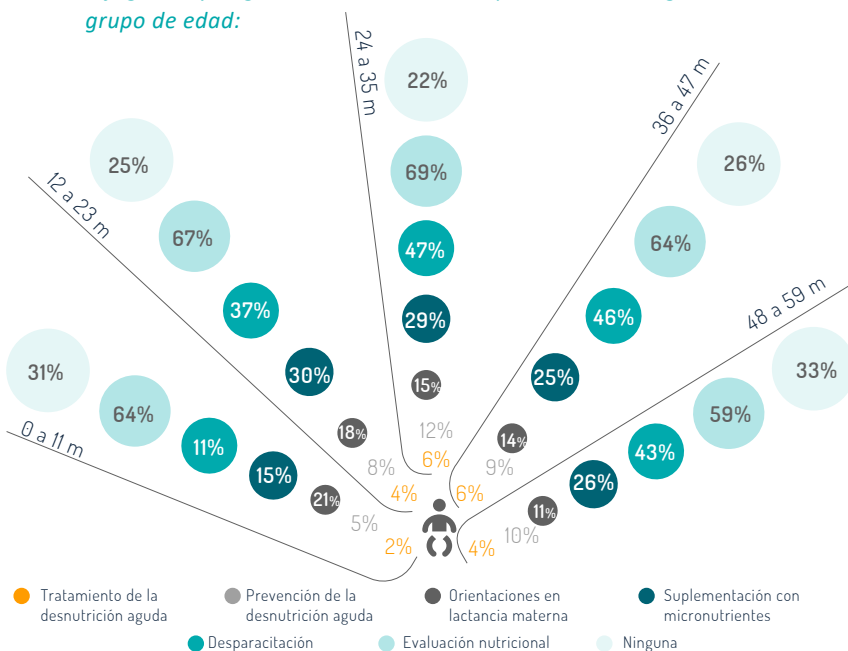 grupo de edad:
0 a 11 m
31%
64%
11%
15%
21%
5%
2%
12 a 23 m
25%
67%
37%
30%
18%
8%
4%
24 a 35 m
22%
69%
47%
29%
15%
12%
6%
36 a 47 m
26%
64%
46%
25%
14%
9%
6%
48 a 59 m
33%
59%
43%
26%
11%
10%
4%
Tratamiento de la
desnutrición aguda
Prevención de la
desnutrición aguda
Orientaciones en
lactancia materna
Suplementación con
micronutrientes
Desparacitación
Evaluación nutricional
Ninguna